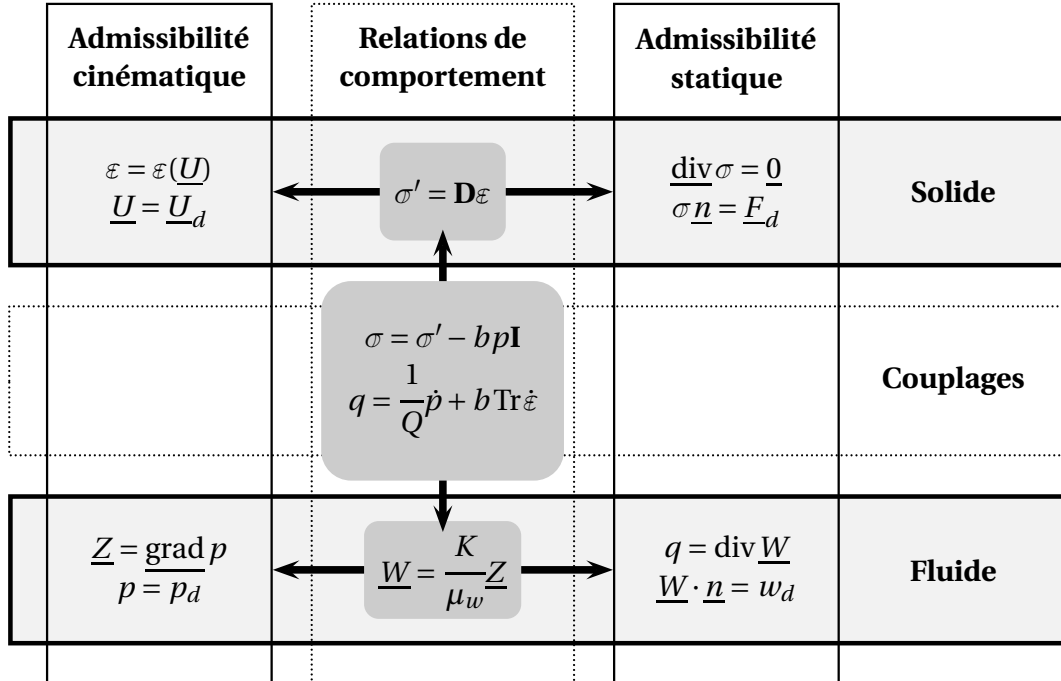 Admissibilité
cinématique
Relations de
comportement
Admissibilité
statique
ε = ε(U)
U = U_d
σ′ = Dε
div σ = 0
σ n = F_d
Solide
σ = σ′ − bpI
q = 1/Q ṗ + b Tr ε̇
Couplages
Z = grad p
p = p_d
W = K/μ_w Z
q = div W
W · n = w_d
Fluide